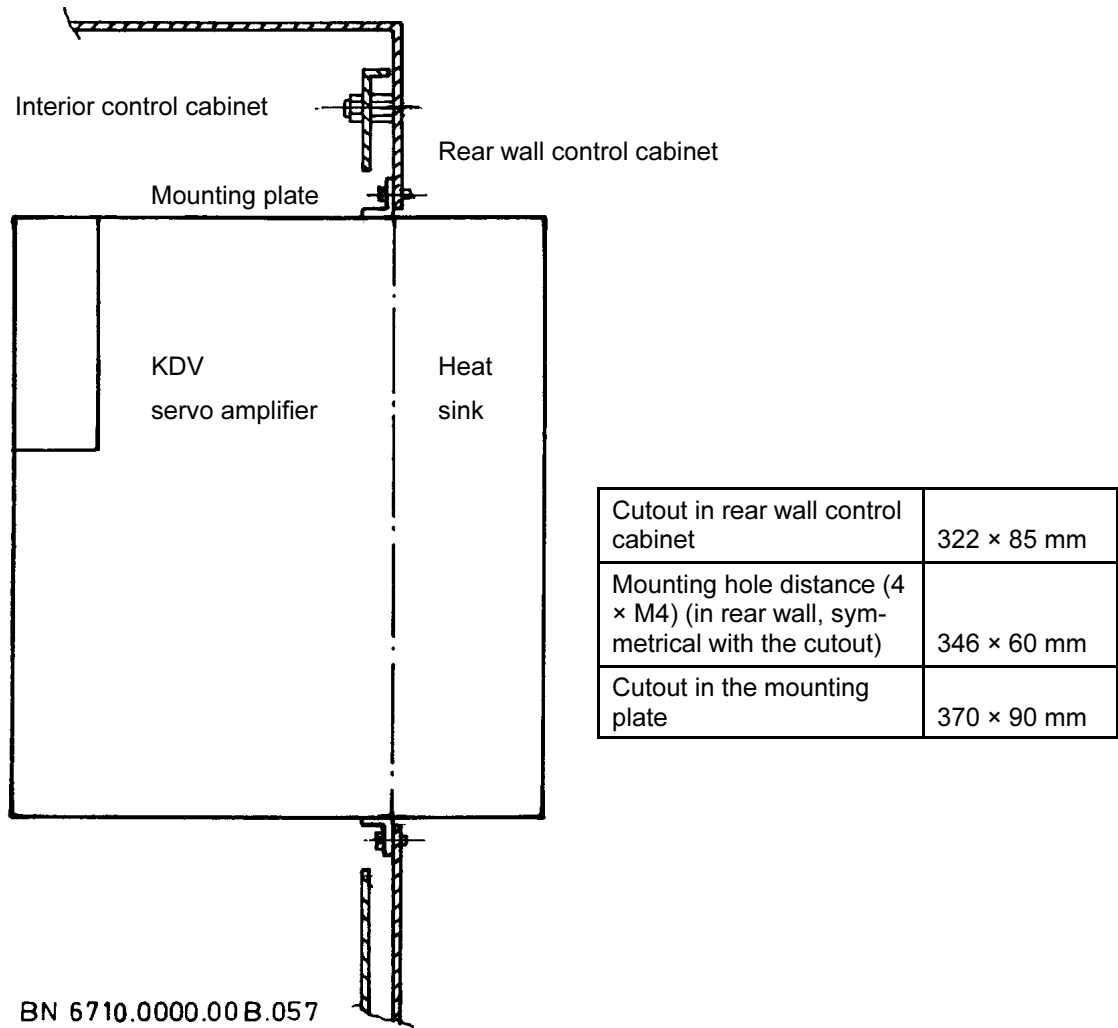 Interior control cabinet
Rear wall control cabinet
Mounting plate
KDV
servo amplifier
Heat
sink
Cutout in rear wall control
cabinet
322 × 85 mm
Mounting hole distance (4
× M4) (in rear wall, sym-
metrical with the cutout)
346 × 60 mm
Cutout in the mounting
plate
370 × 90 mm
BN 6710.0000.00 B.057